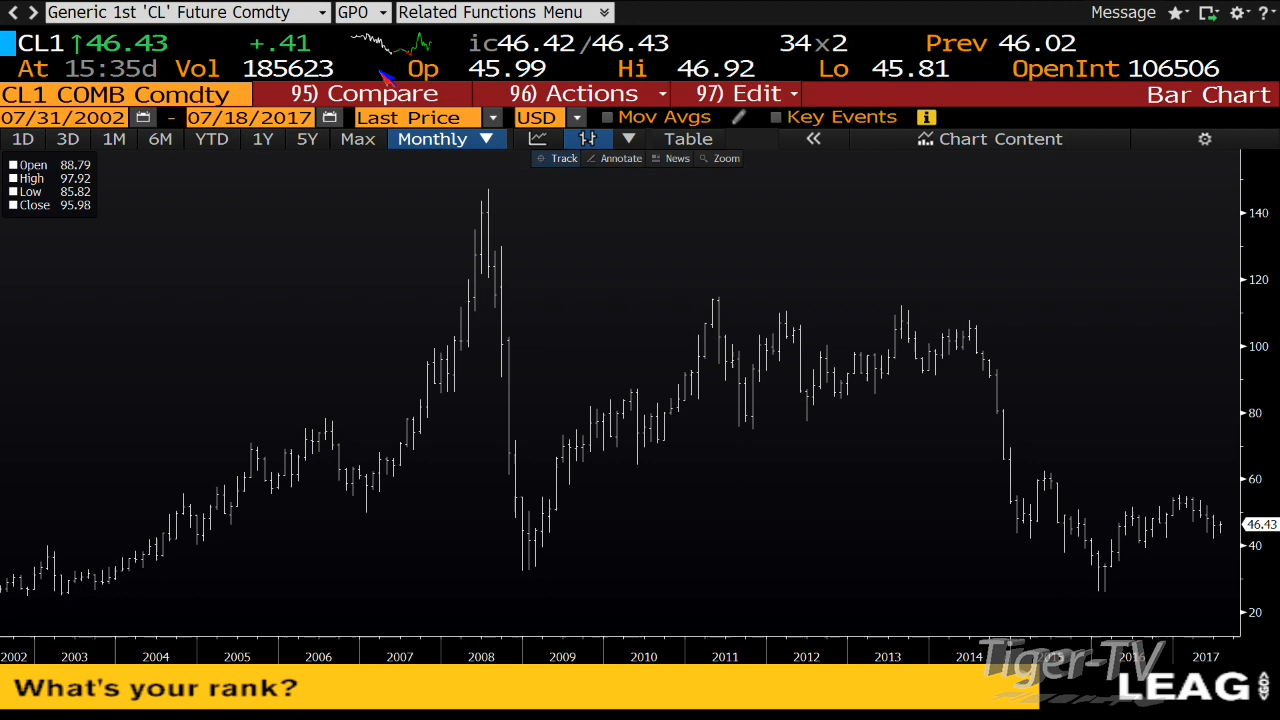 Generic 1st 'CL' Future Comdty GPO Related Functions Menu Message ?
CL1 ↑46.43 +.41 ic46.42/46.43 34x2 Prev 46.02
At 15:35d Vol 185623 Op 45.99 Hi 46.92 Lo 45.81 OpenInt 106506
CL1 COMB Comdty 95) Compare 96) Actions 97) Edit Bar Chart
07/31/2002 - 07/18/2017 Last Price USD Mov Avgs Key Events i
1D 3D 1M 6M YTD 1Y 5Y Max Monthly ▼ Table « Chart Content
Track Annotate News Zoom
Open 88.79
High 97.92
Low 85.82
Close 95.98
140
120
100
80
60
46.43
40
20
2002 2003 2004 2005 2006 2007 2008 2009 2010 2011 2012 2013 2014 2015 2016 2017
Tiger-TV
What's your rank?
LEAG